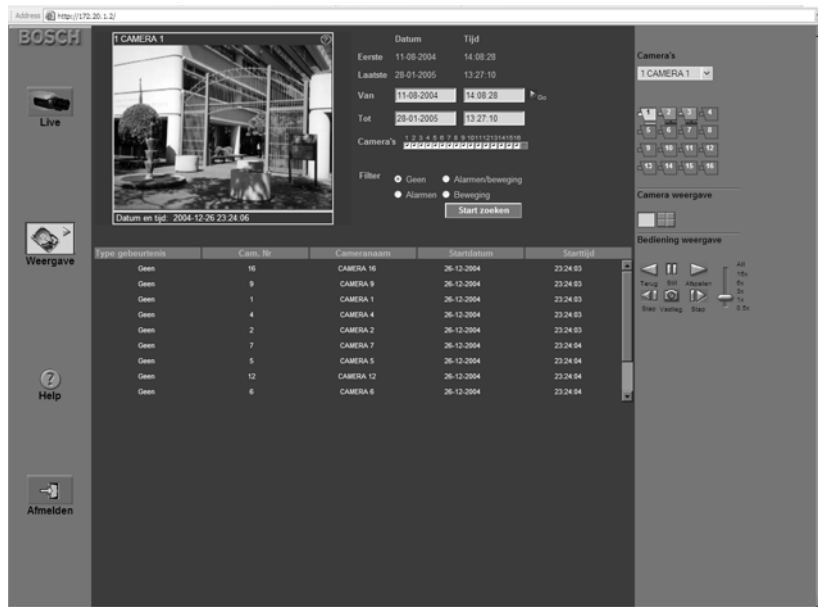 Address http://172.20.1.2/
BOSCH
Live
Weergave
Help
Afmelden
1 CAMERA 1
Datum en tijd: 2004-12-26 23:24:06
Datum Tijd
Eerste 11-08-2004 14:08:28
Laatste 28-01-2005 13:27:10
Van 11-08-2004 14:08:28 Go
Tot 28-01-2005 13:27:10
Camera's 1 2 3 4 5 6 7 8 9 10 11 12 13 14 15 16
Filter Geen Alarmen/beweging
Alarmen Beweging
Start zoeken
Type gebeurtenis Cam. Nr Cameranaam Startdatum Starttijd
Geen 16 CAMERA 16 26-12-2004 23:24:03
Geen 9 CAMERA 9 26-12-2004 23:24:03
Geen 1 CAMERA 1 26-12-2004 23:24:03
Geen 4 CAMERA 4 26-12-2004 23:24:03
Geen 2 CAMERA 2 26-12-2004 23:24:03
Geen 7 CAMERA 7 26-12-2004 23:24:04
Geen 5 CAMERA 5 26-12-2004 23:24:04
Geen 12 CAMERA 12 26-12-2004 23:24:04
Geen 6 CAMERA 6 26-12-2004 23:24:04
Camera's
1 CAMERA 1
1 2 3 4
5 6 7 8
9 10 11 12
13 14 15 16
Camera weergave
Bediening weergave
Terug Still Afspelen
Stap Vastleg Stap
All
16x
6x
3x
1x
0.5x